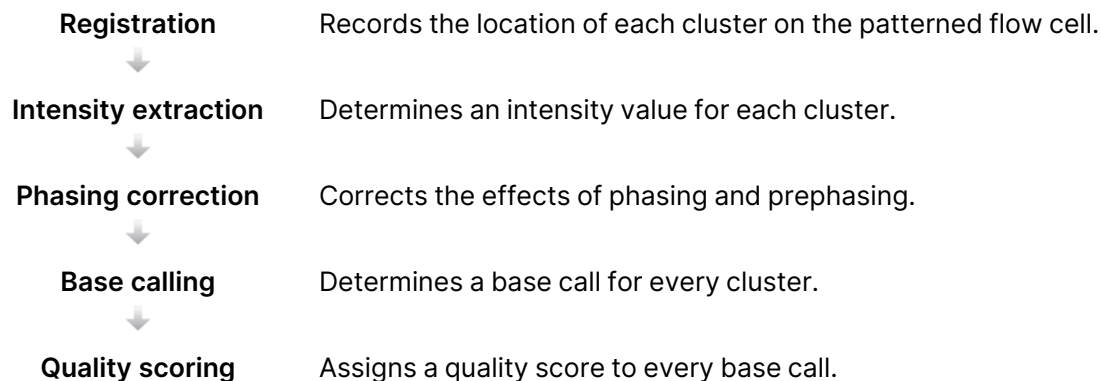 Registration Records the location of each cluster on the patterned flow cell.
Intensity extraction Determines an intensity value for each cluster.
Phasing correction Corrects the effects of phasing and prephasing.
Base calling Determines a base call for every cluster.
Quality scoring Assigns a quality score to every base call.